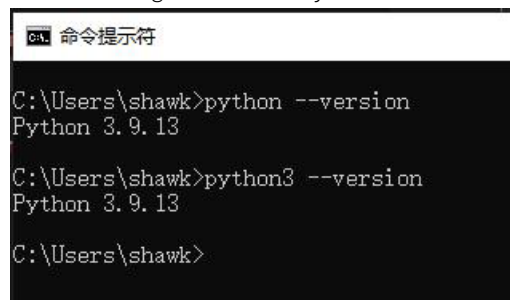 命令提示符
C:\Users\shawk>python --version
Python 3.9.13
C:\Users\shawk>python3 --version
Python 3.9.13
C:\Users\shawk>